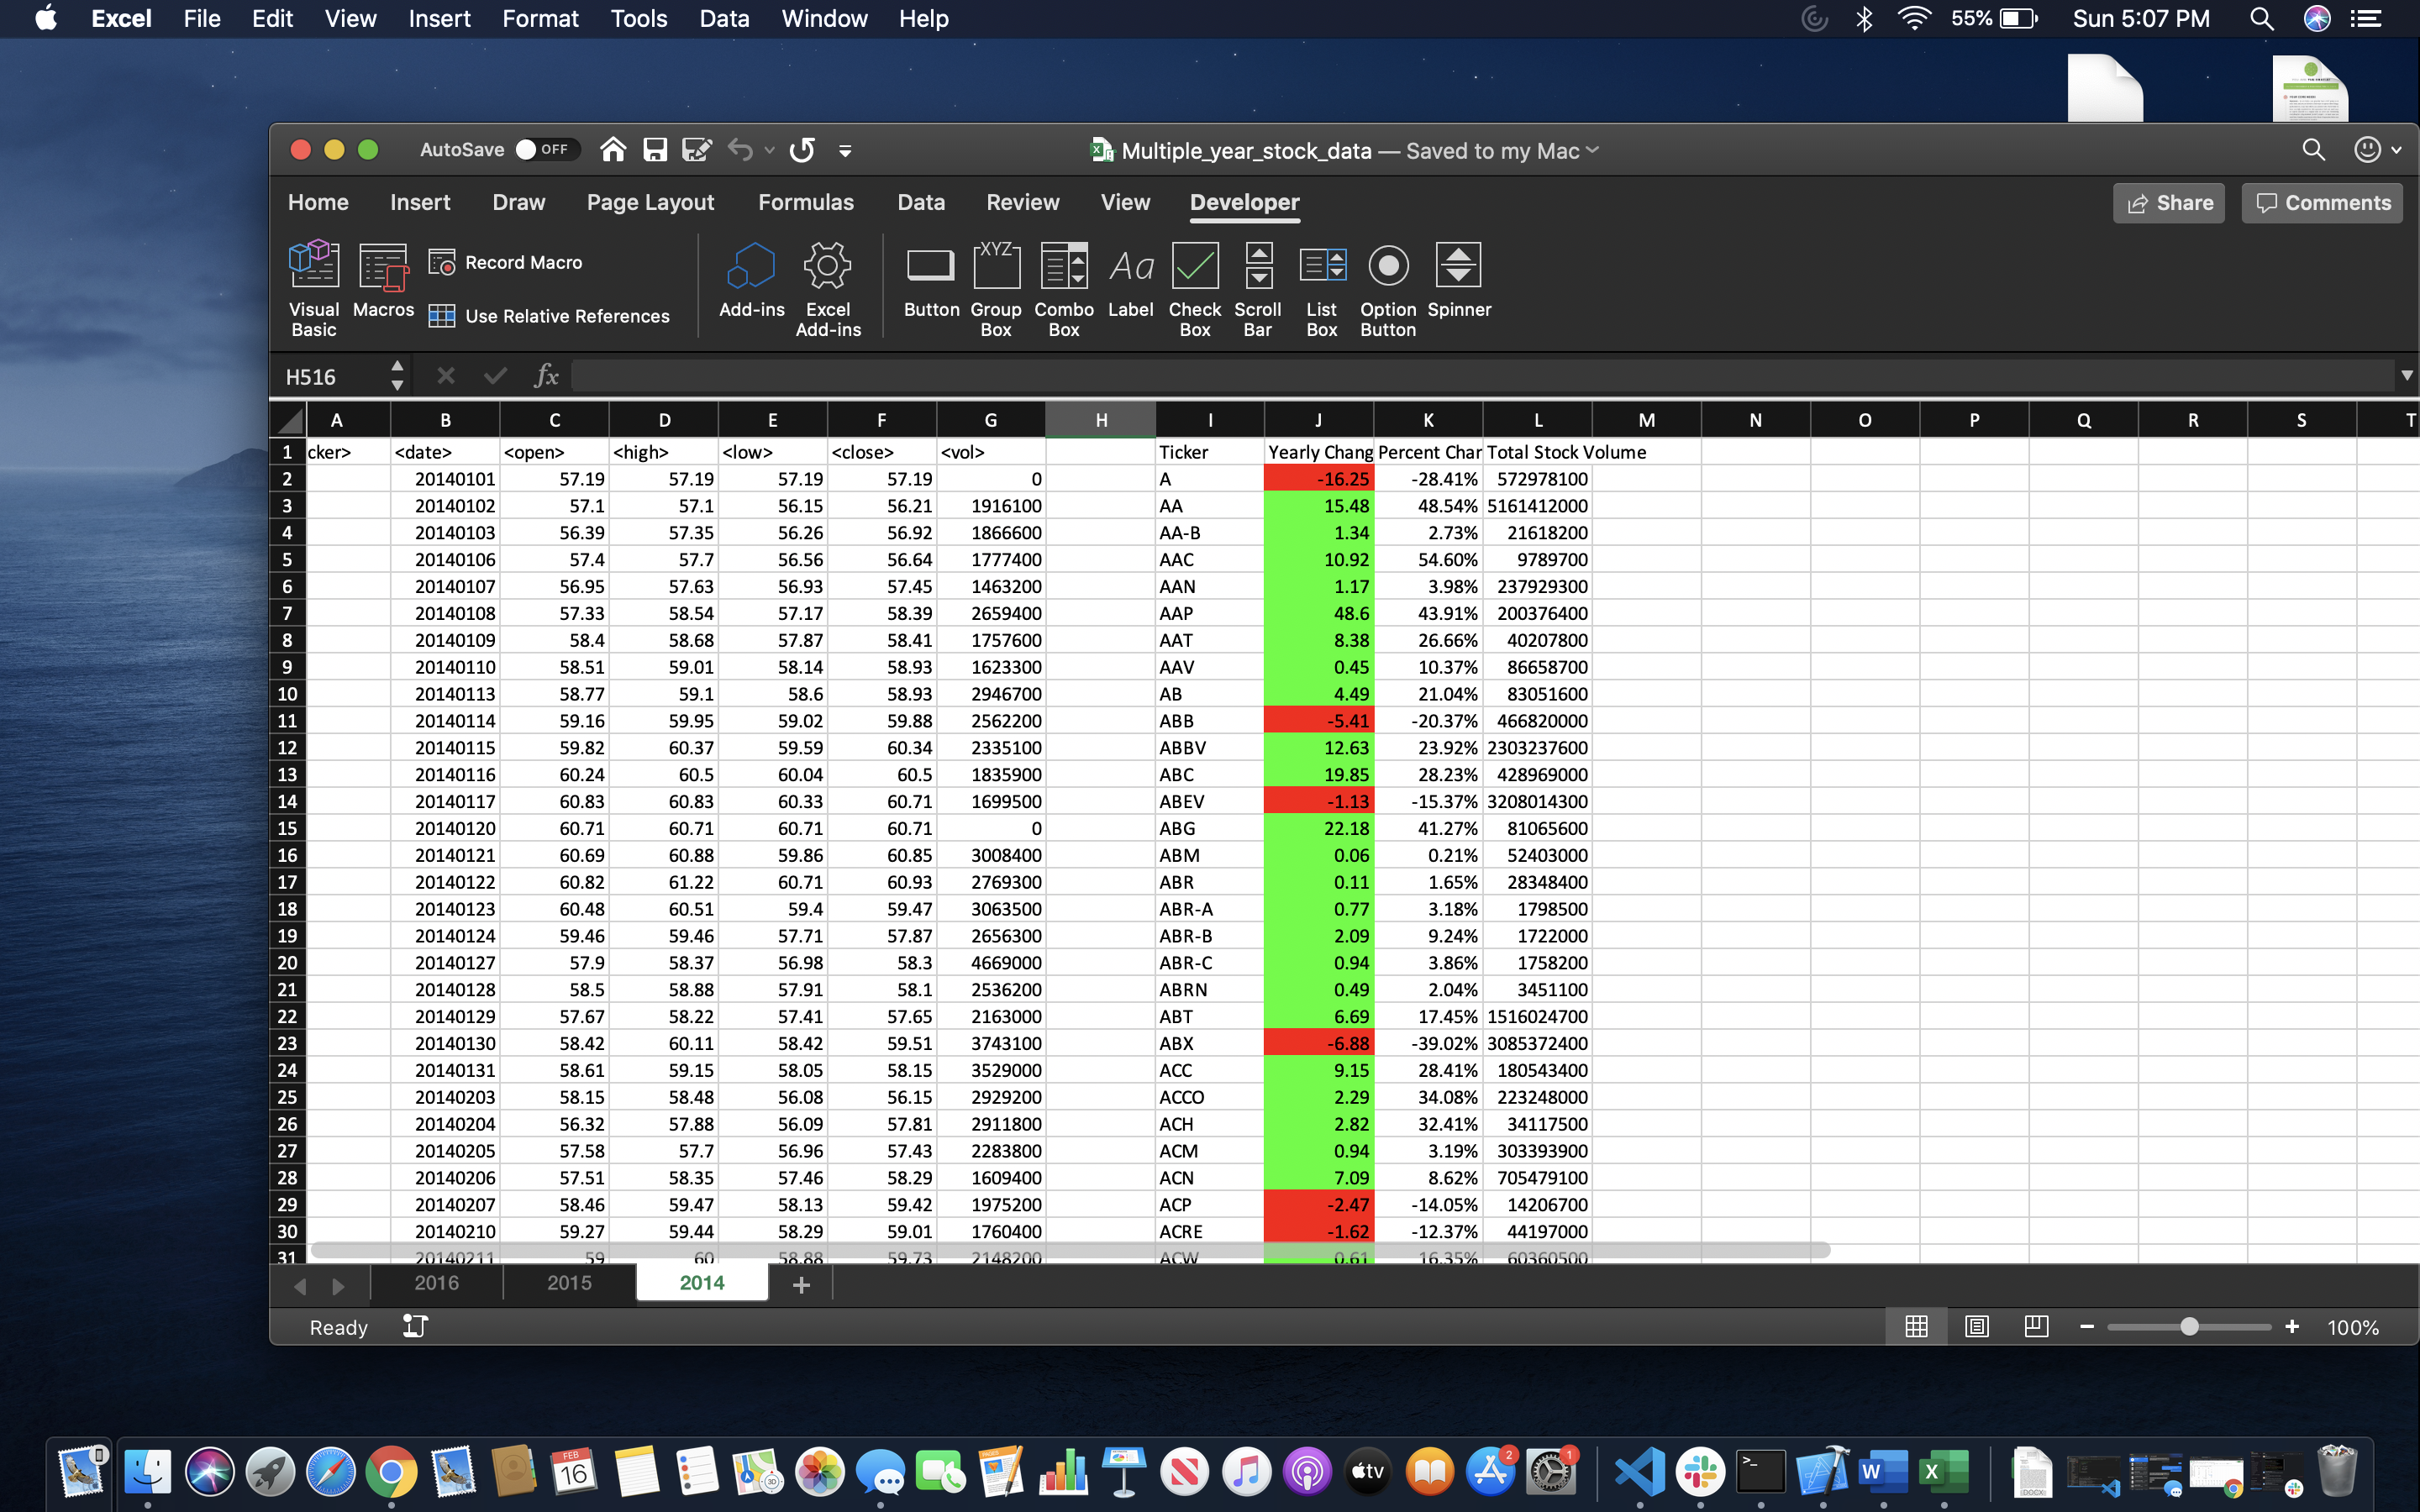 Excel File Edit View Insert Format Tools Data Window Help 55% Sun 5:07 PM
AutoSave OFF Multiple_year_stock_data — Saved to my Mac
Home Insert Draw Page Layout Formulas Data Review View Developer Share Comments
Visual Basic Macros Record Macro Use Relative References Add-ins Excel Add-ins Button XYZ Group Box Combo Box Aa Label Check Box Scroll Bar List Box Option Button Spinner
H516 fx
A B C D E F G H I J K L M N O P Q R S T
1 cker> <date> <open> <high> <low> <close> <vol> Ticker Yearly Chang Percent Char Total Stock Volume
2 20140101 57.19 57.19 57.19 57.19 0 A -16.25 -28.41% 572978100
3 20140102 57.1 57.1 56.15 56.21 1916100 AA 15.48 48.54% 5161412000
4 20140103 56.39 57.35 56.26 56.92 1866600 AA-B 1.34 2.73% 21618200
5 20140106 57.4 57.7 56.56 56.64 1777400 AAC 10.92 54.60% 9789700
6 20140107 56.95 57.63 56.93 57.45 1463200 AAN 1.17 3.98% 237929300
7 20140108 57.33 58.54 57.17 58.39 2659400 AAP 48.6 43.91% 200376400
8 20140109 58.4 58.68 57.87 58.41 1757600 AAT 8.38 26.66% 40207800
9 20140110 58.51 59.01 58.14 58.93 1623300 AAV 0.45 10.37% 86658700
10 20140113 58.77 59.1 58.6 58.93 2946700 AB 4.49 21.04% 83051600
11 20140114 59.16 59.95 59.02 59.88 2562200 ABB -5.41 -20.37% 466820000
12 20140115 59.82 60.37 59.59 60.34 2335100 ABBV 12.63 23.92% 2303237600
13 20140116 60.24 60.5 60.04 60.5 1835900 ABC 19.85 28.23% 428969000
14 20140117 60.83 60.83 60.33 60.71 1699500 ABEV -1.13 -15.37% 3208014300
15 20140120 60.71 60.71 60.71 60.71 0 ABG 22.18 41.27% 81065600
16 20140121 60.69 60.88 59.86 60.85 3008400 ABM 0.06 0.21% 52403000
17 20140122 60.82 61.22 60.71 60.93 2769300 ABR 0.11 1.65% 28348400
18 20140123 60.48 60.51 59.4 59.47 3063500 ABR-A 0.77 3.18% 1798500
19 20140124 59.46 59.46 57.71 57.87 2656300 ABR-B 2.09 9.24% 1722000
20 20140127 57.9 58.37 56.98 58.3 4669000 ABR-C 0.94 3.86% 1758200
21 20140128 58.5 58.88 57.91 58.1 2536200 ABRN 0.49 2.04% 3451100
22 20140129 57.67 58.22 57.41 57.65 2163000 ABT 6.69 17.45% 1516024700
23 20140130 58.42 60.11 58.42 59.51 3743100 ABX -6.88 -39.02% 3085372400
24 20140131 58.61 59.15 58.05 58.15 3529000 ACC 9.15 28.41% 180543400
25 20140203 58.15 58.48 56.08 56.15 2929200 ACCO 2.29 34.08% 223248000
26 20140204 56.32 57.88 56.09 57.81 2911800 ACH 2.82 32.41% 34117500
27 20140205 57.58 57.7 56.96 57.43 2283800 ACM 0.94 3.19% 303393900
28 20140206 57.51 58.35 57.46 58.29 1609400 ACN 7.09 8.62% 705479100
29 20140207 58.46 59.47 58.13 59.42 1975200 ACP -2.47 -14.05% 14206700
30 20140210 59.27 59.44 58.29 59.01 1760400 ACRE -1.62 -12.37% 44197000
31 20140211 59 60 58.88 59.73 2148200 ACW 0.61 16.35% 60360500
2016 2015 2014 +
Ready 100%
FEB 16 3D PAGES tv 2 1 >_ W X DOCX